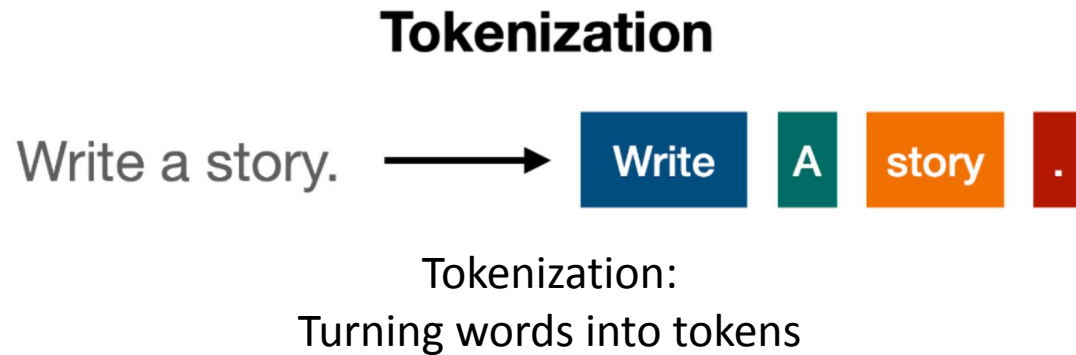 Tokenization
Write a story. Write A story .
Tokenization:
Turning words into tokens